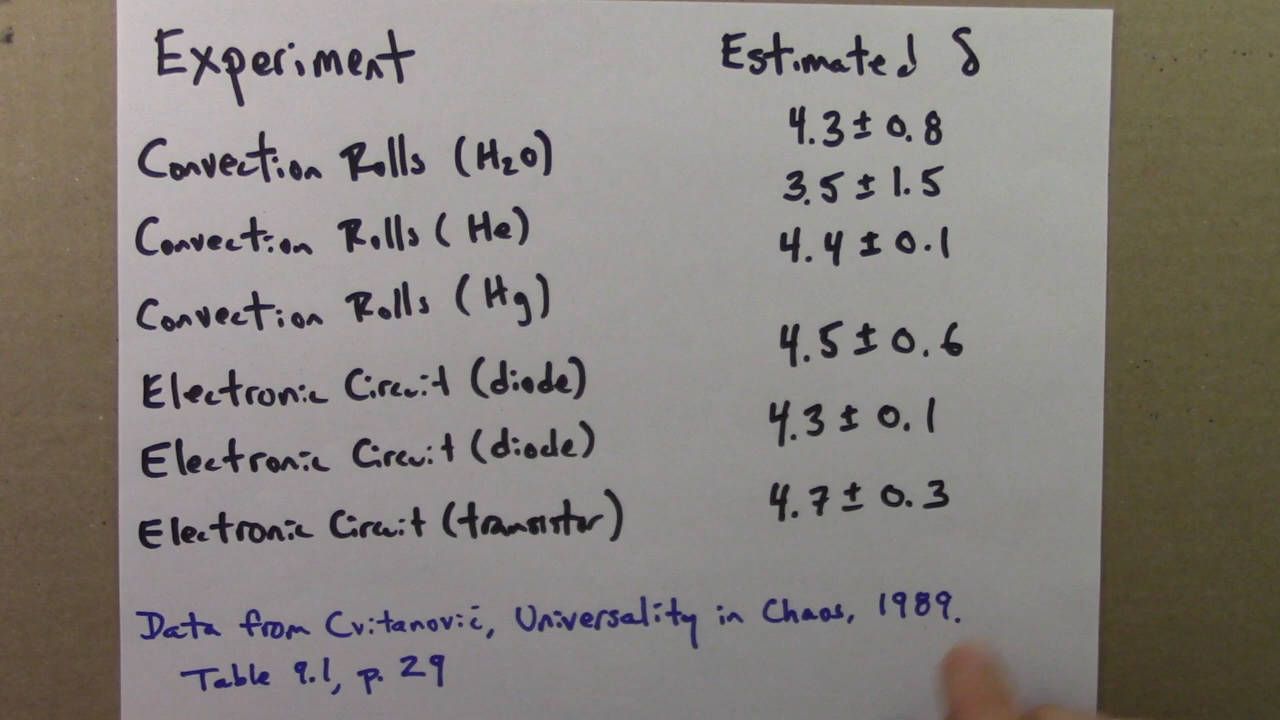 Experiment Estimated δ
Convection Rolls (H₂O) 4.3 ± 0.8
Convection Rolls (He) 3.5 ± 1.5
Convection Rolls (Hg) 4.4 ± 0.1
Electronic Circuit (diode) 4.5 ± 0.6
Electronic Circuit (diode) 4.3 ± 0.1
Electronic Circuit (transistor) 4.7 ± 0.3
Data from Cvitanović, Universality in Chaos, 1989.
Table 9.1, p. 29